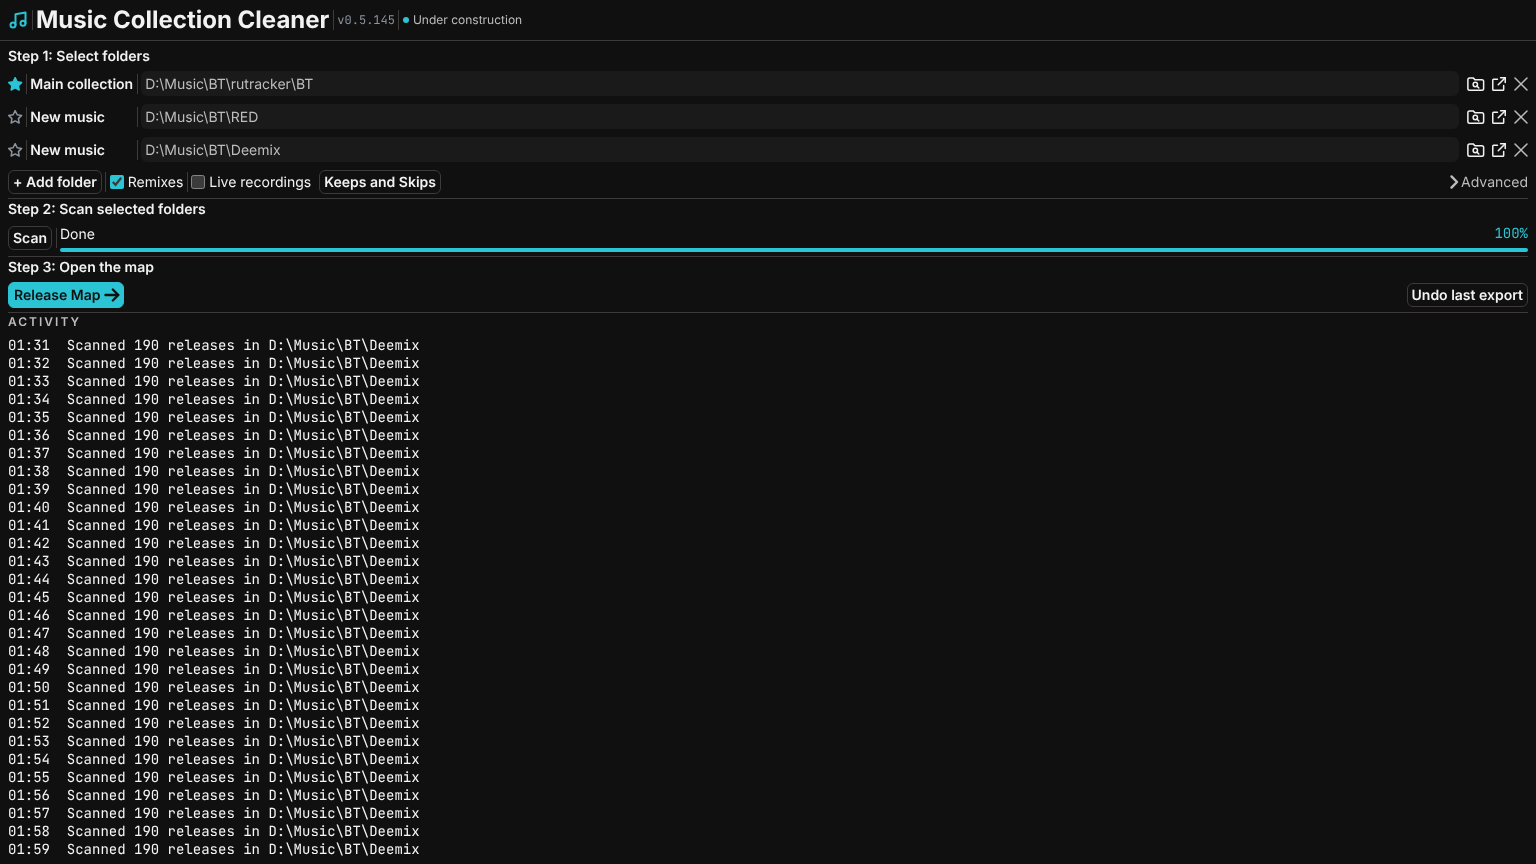 Music Collection Cleaner v0.5.145 Under construction
Step 1: Select folders
Main collection D:\Music\BT\rutracker\BT
New music D:\Music\BT\RED
New music D:\Music\BT\Deemix
+ Add folder Remixes Live recordings Keeps and Skips Advanced
Step 2: Scan selected folders
Scan Done 100%
Step 3: Open the map
Release Map Undo last export
ACTIVITY
01:31 Scanned 190 releases in D:\Music\BT\Deemix
01:32 Scanned 190 releases in D:\Music\BT\Deemix
01:33 Scanned 190 releases in D:\Music\BT\Deemix
01:34 Scanned 190 releases in D:\Music\BT\Deemix
01:35 Scanned 190 releases in D:\Music\BT\Deemix
01:36 Scanned 190 releases in D:\Music\BT\Deemix
01:37 Scanned 190 releases in D:\Music\BT\Deemix
01:38 Scanned 190 releases in D:\Music\BT\Deemix
01:39 Scanned 190 releases in D:\Music\BT\Deemix
01:40 Scanned 190 releases in D:\Music\BT\Deemix
01:41 Scanned 190 releases in D:\Music\BT\Deemix
01:42 Scanned 190 releases in D:\Music\BT\Deemix
01:43 Scanned 190 releases in D:\Music\BT\Deemix
01:44 Scanned 190 releases in D:\Music\BT\Deemix
01:45 Scanned 190 releases in D:\Music\BT\Deemix
01:46 Scanned 190 releases in D:\Music\BT\Deemix
01:47 Scanned 190 releases in D:\Music\BT\Deemix
01:48 Scanned 190 releases in D:\Music\BT\Deemix
01:49 Scanned 190 releases in D:\Music\BT\Deemix
01:50 Scanned 190 releases in D:\Music\BT\Deemix
01:51 Scanned 190 releases in D:\Music\BT\Deemix
01:52 Scanned 190 releases in D:\Music\BT\Deemix
01:53 Scanned 190 releases in D:\Music\BT\Deemix
01:54 Scanned 190 releases in D:\Music\BT\Deemix
01:55 Scanned 190 releases in D:\Music\BT\Deemix
01:56 Scanned 190 releases in D:\Music\BT\Deemix
01:57 Scanned 190 releases in D:\Music\BT\Deemix
01:58 Scanned 190 releases in D:\Music\BT\Deemix
01:59 Scanned 190 releases in D:\Music\BT\Deemix